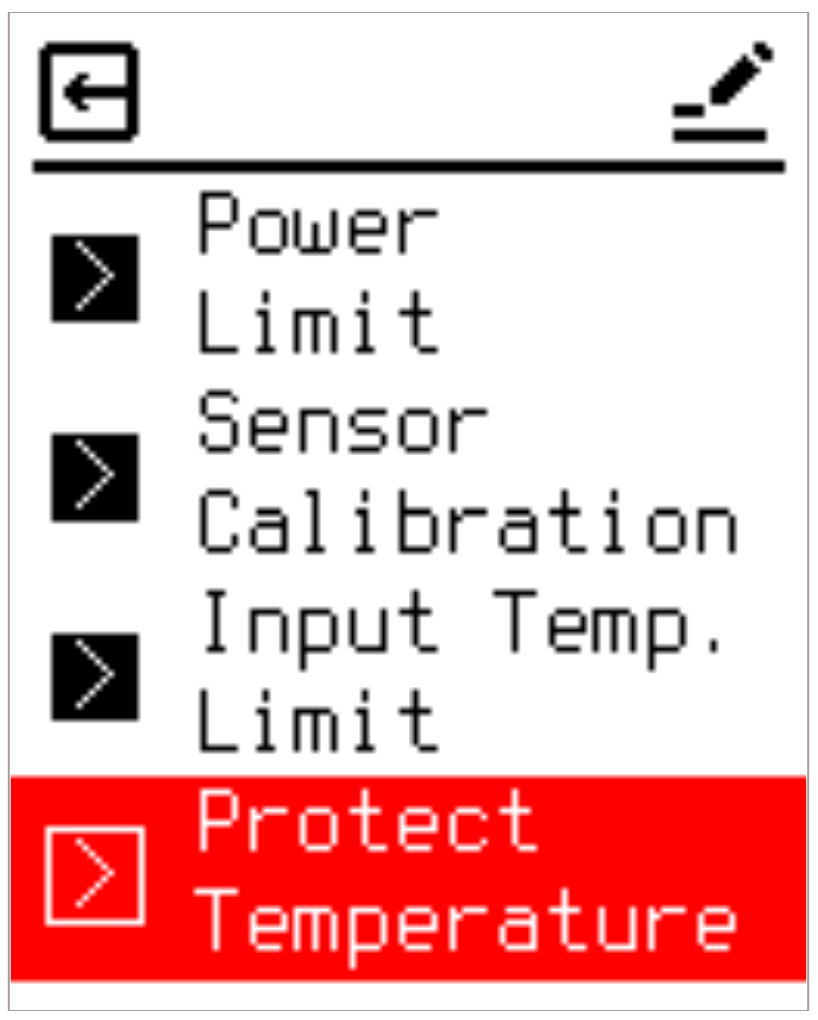 Power
Limit
Sensor
Calibration
Input Temp.
Limit
Protect
Temperature